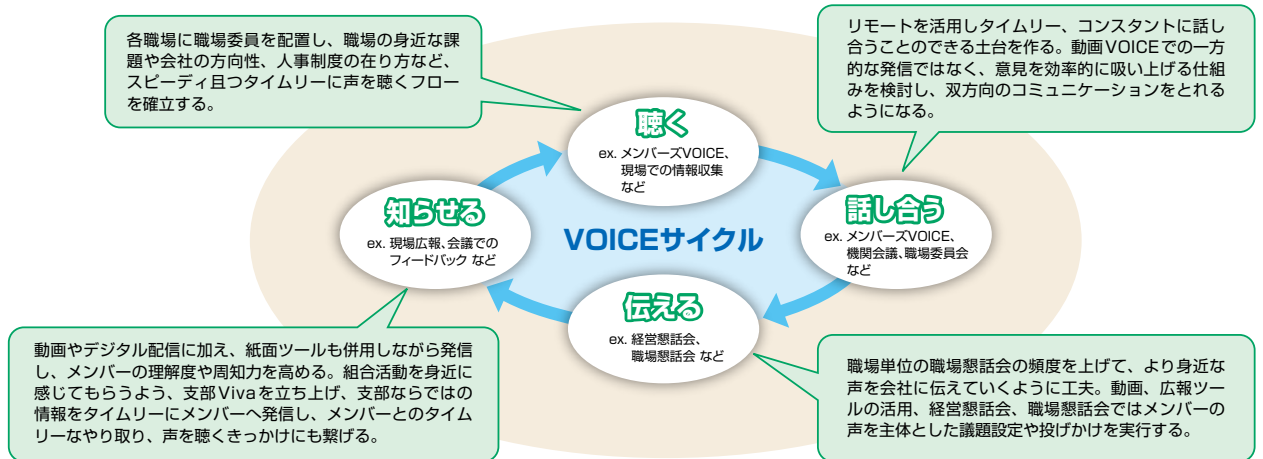 各職場に職場委員を配置し、職場の身近な課
題や会社の方向性、人事制度の在り方など、
スピーディ且つタイムリーに声を聴くフロー
を確立する。
リモートを活用しタイムリー、コンスタントに話し
合うことのできる土台を作る。動画VOICEでの一方
的な発信ではなく、意見を効率的に吸い上げる仕組
みを検討し、双方向のコミュニケーションをとれる
ようになる。
聴く
ex. メンバーズVOICE、
現場での情報収集
など
知らせる
ex. 現場広報、会議での
フィードバック など
VOICEサイクル
話し合う
ex. メンバーズVOICE、
機関会議、職場委員会
など
伝える
ex. 経営懇話会、
職場懇話会 など
動画やデジタル配信に加え、紙面ツールも併用しながら発信
し、メンバーの理解度や周知力を高める。組合活動を身近に
感じてもらうよう、支部Vivaを立ち上げ、支部ならではの
情報をタイムリーにメンバーへ発信し、メンバーとのタイム
リーなやり取り、声を聴くきっかけにも繋げる。
職場単位の職場懇話会の頻度を上げて、より身近な
声を会社に伝えていくように工夫。動画、広報ツー
ルの活用、経営懇話会、職場懇話会ではメンバーの
声を主体とした議題設定や投げかけを実行する。